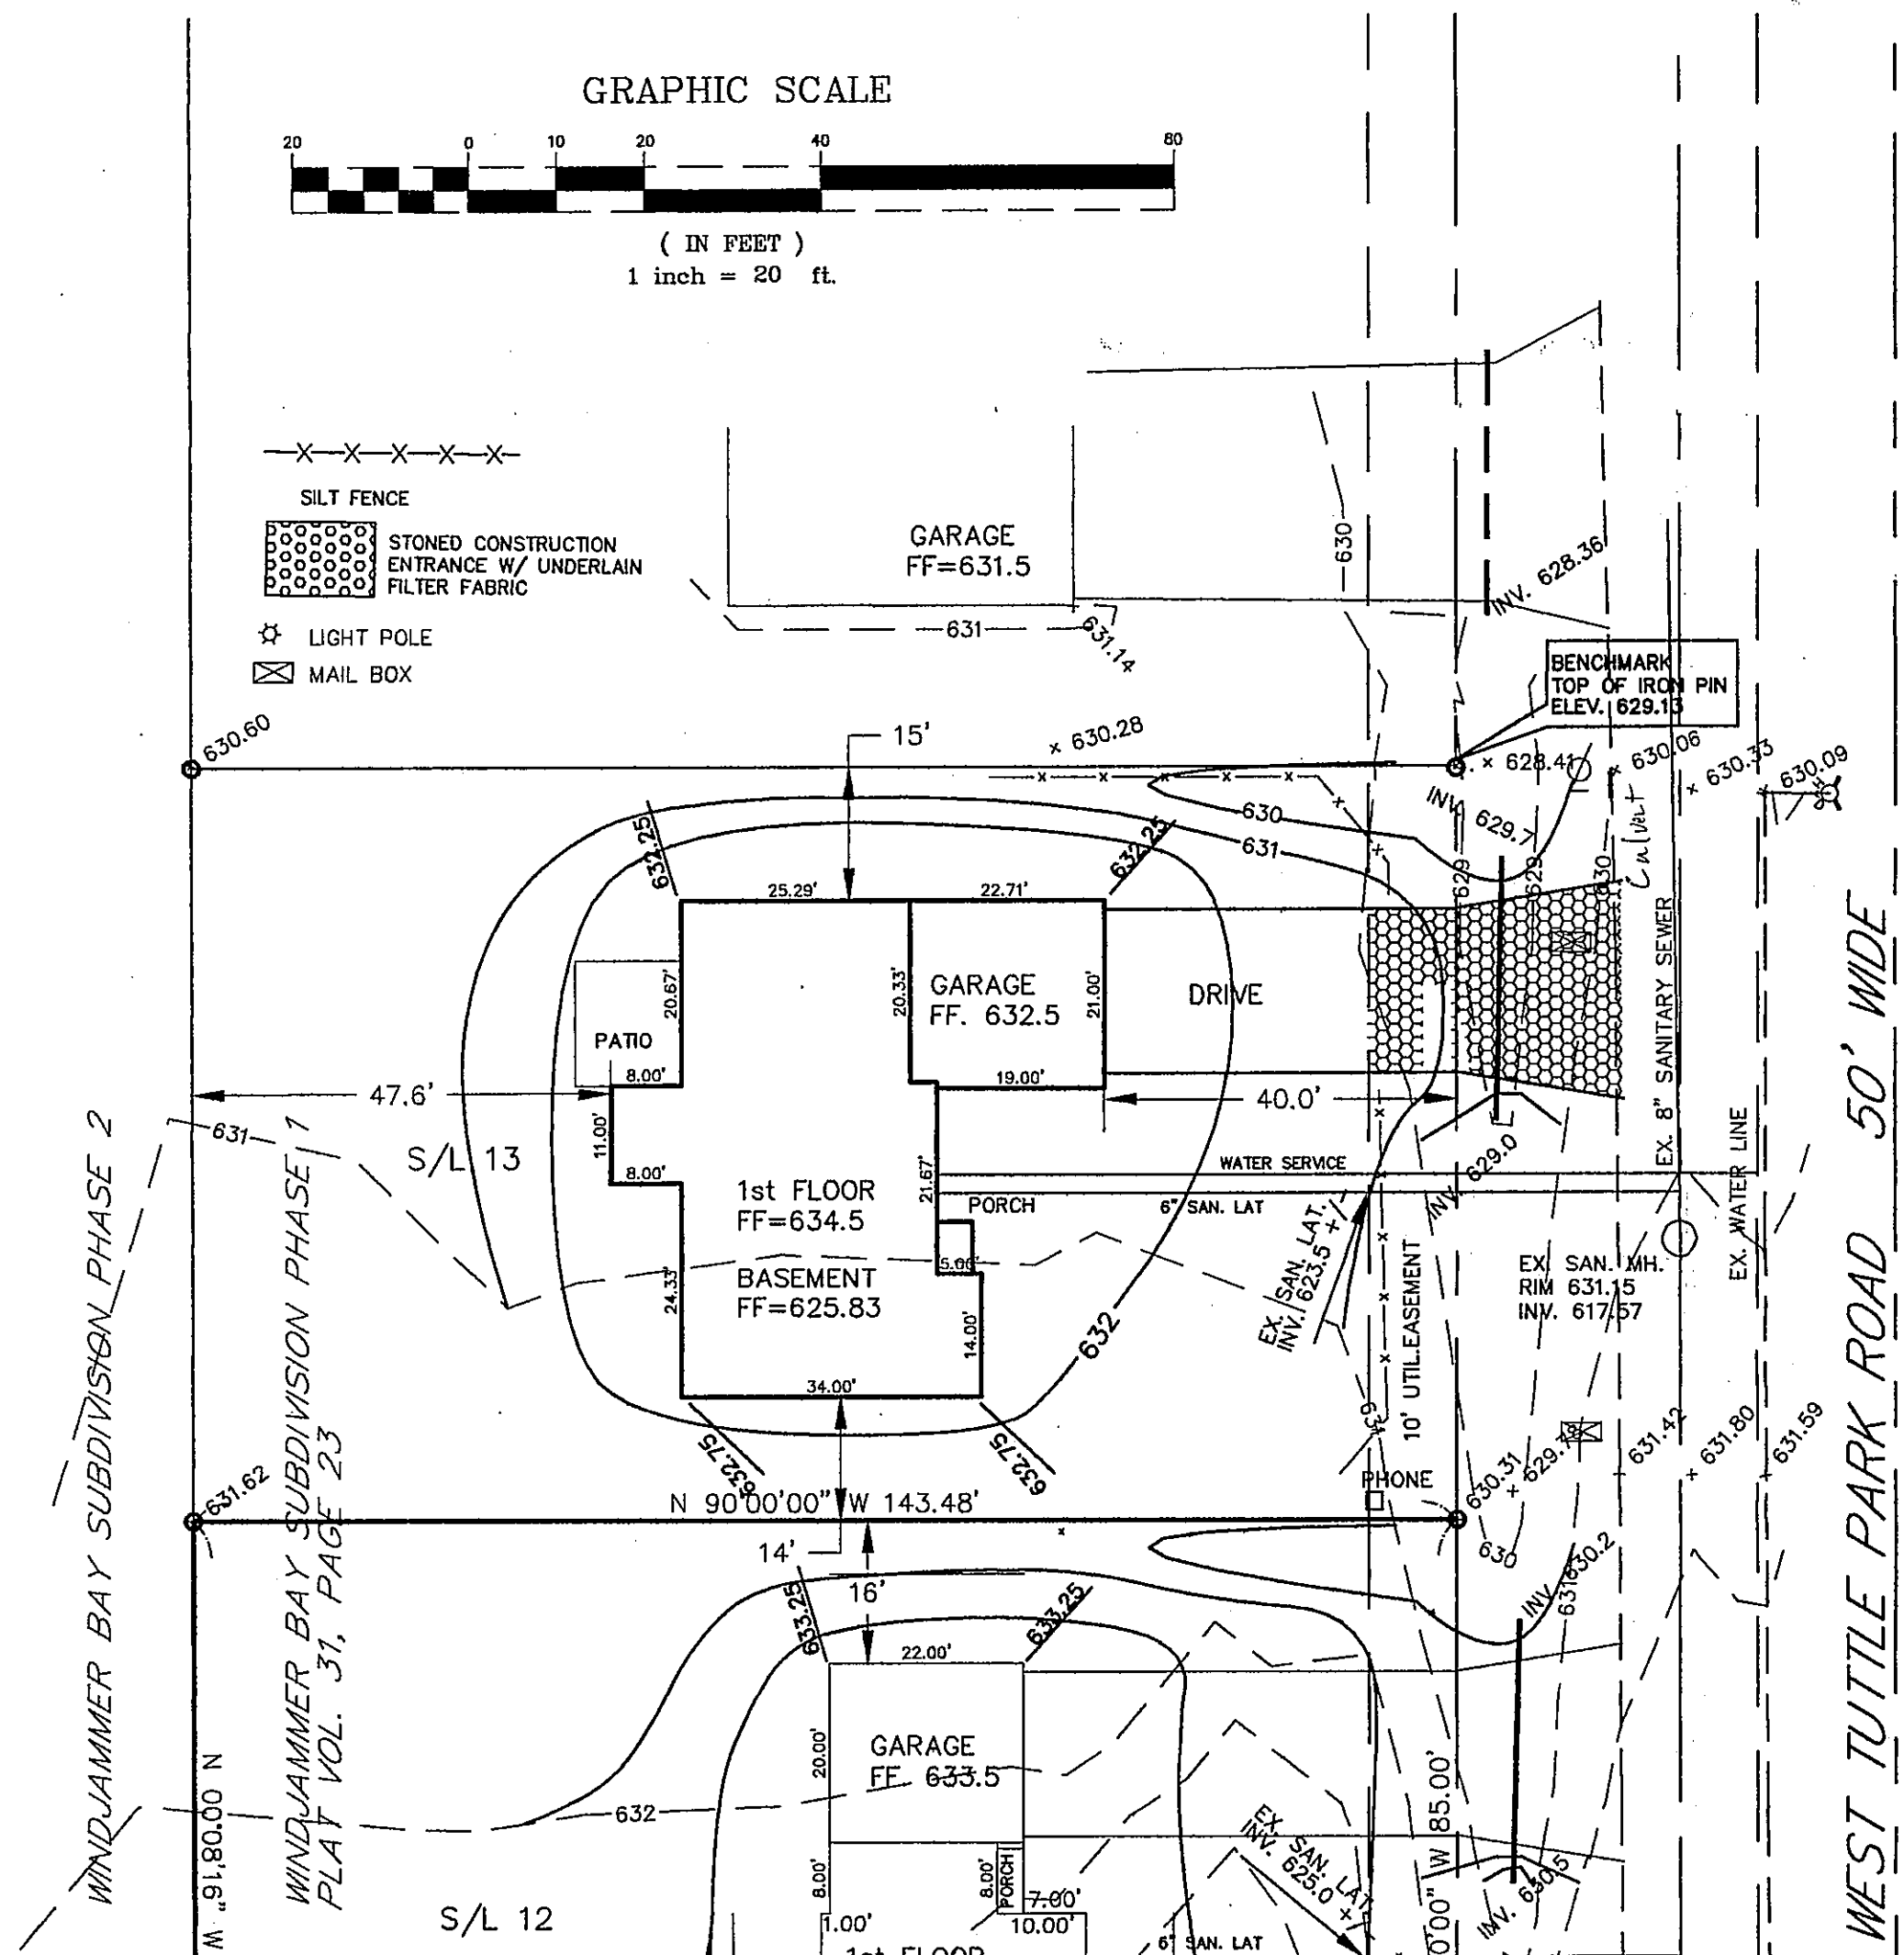 GRAPHIC SCALE
20 0 10 20 40 80
( IN FEET )
1 inch = 20 ft.
SILT FENCE
STONED CONSTRUCTION
ENTRANCE W/ UNDERLAIN
FILTER FABRIC
LIGHT POLE
MAIL BOX
GARAGE
FF=631.5
630
631
631.14
INV. 628.36
BENCHMARK
TOP OF IRON PIN
ELEV. 629.13
630.60
15'
630.28
628.41
630.06
630.33
630.09
INV. 629.7
Culvert
630
631
629
629
630
632.25
632.25
25.29'
22.71'
20.67'
20.33'
21.00'
GARAGE
FF. 632.5
DRIVE
PATIO
8.00'
19.00'
47.6'
40.0'
11.00'
631
S/L 13
8.00'
1st FLOOR
FF=634.5
21.67'
PORCH
WATER SERVICE
6" SAN. LAT
INV. 629.0
EX. 8" SANITARY SEWER
EX. WATER LINE
EX. SAN. LAT.
INV. 623.5 +/-
10' UTIL.EASEMENT
EX. SAN. MH.
RIM 631.15
INV. 617.57
BASEMENT
FF=625.83
5.00'
24.33'
14.00'
632
34.00'
632.75
632.75
631
PHONE
630.31
629.78
631.42
631.80
631.59
631.62
N 90°00'00" W 143.48'
14'
16'
630
INV. 630.2
631
633.25
633.25
22.00'
20.00'
GARAGE
FF. 633.5
632
8.00'
8.00'
PORCH
7.00'
1.00'
10.00'
S/L 12
1st FLOOR
EX. SAN. LAT.
INV. 625.0 +/-
6" SAN. LAT
INV. 630.5
0'00" W 85.00'
N 00°08'16" W
WINDJAMMER BAY SUBDIVISION PHASE 2
WINDJAMMER BAY SUBDIVISION PHASE 1
PLAT VOL. 31, PAGE 23
WEST TUTTLE PARK ROAD 50' WIDE